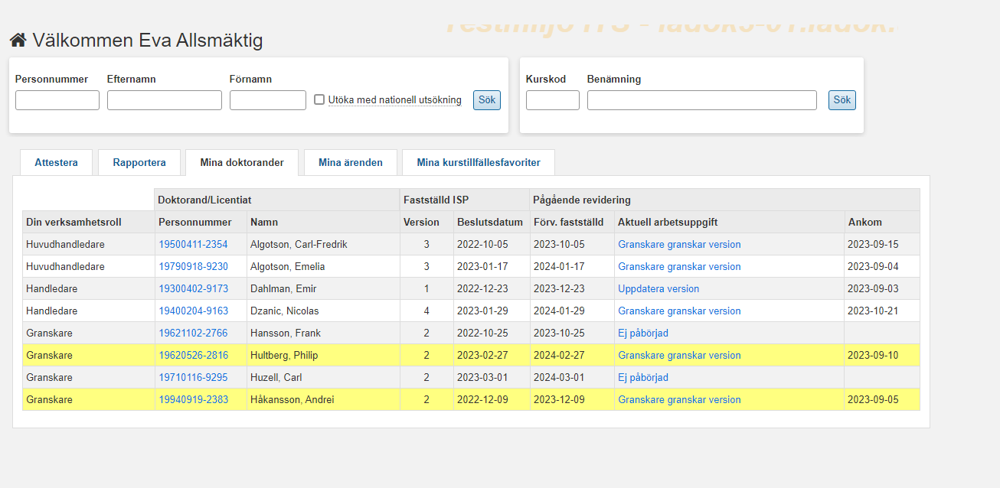 Testmiljö ITS - ladok3-01.ladok.
Välkommen Eva Allsmäktig
Personnummer Efternamn Förnamn
Utöka med nationell utsökning Sök
Kurskod Benämning
Sök
Attestera Rapportera Mina doktorander Mina ärenden Mina kurstillfällesfavoriter
Doktorand/Licentiat Fastställd ISP Pågående revidering
Din verksamhetsroll Personnummer Namn Version Beslutsdatum Förv. fastställd Aktuell arbetsuppgift Ankom
Huvudhandledare 19500411-2354 Algotson, Carl-Fredrik 3 2022-10-05 2023-10-05 Granskare granskar version 2023-09-15
Huvudhandledare 19790918-9230 Algotson, Emelia 3 2023-01-17 2024-01-17 Granskare granskar version 2023-09-04
Handledare 19300402-9173 Dahlman, Emir 1 2022-12-23 2023-12-23 Uppdatera version 2023-09-03
Handledare 19400204-9163 Dzanic, Nicolas 4 2023-01-29 2024-01-29 Granskare granskar version 2023-10-21
Granskare 19621102-2766 Hansson, Frank 2 2022-10-25 2023-10-25 Ej påbörjad
Granskare 19620526-2816 Hultberg, Philip 2 2023-02-27 2024-02-27 Granskare granskar version 2023-09-10
Granskare 19710116-9295 Huzell, Carl 2 2023-03-01 2024-03-01 Ej påbörjad
Granskare 19940919-2383 Håkansson, Andrei 2 2022-12-09 2023-12-09 Granskare granskar version 2023-09-05